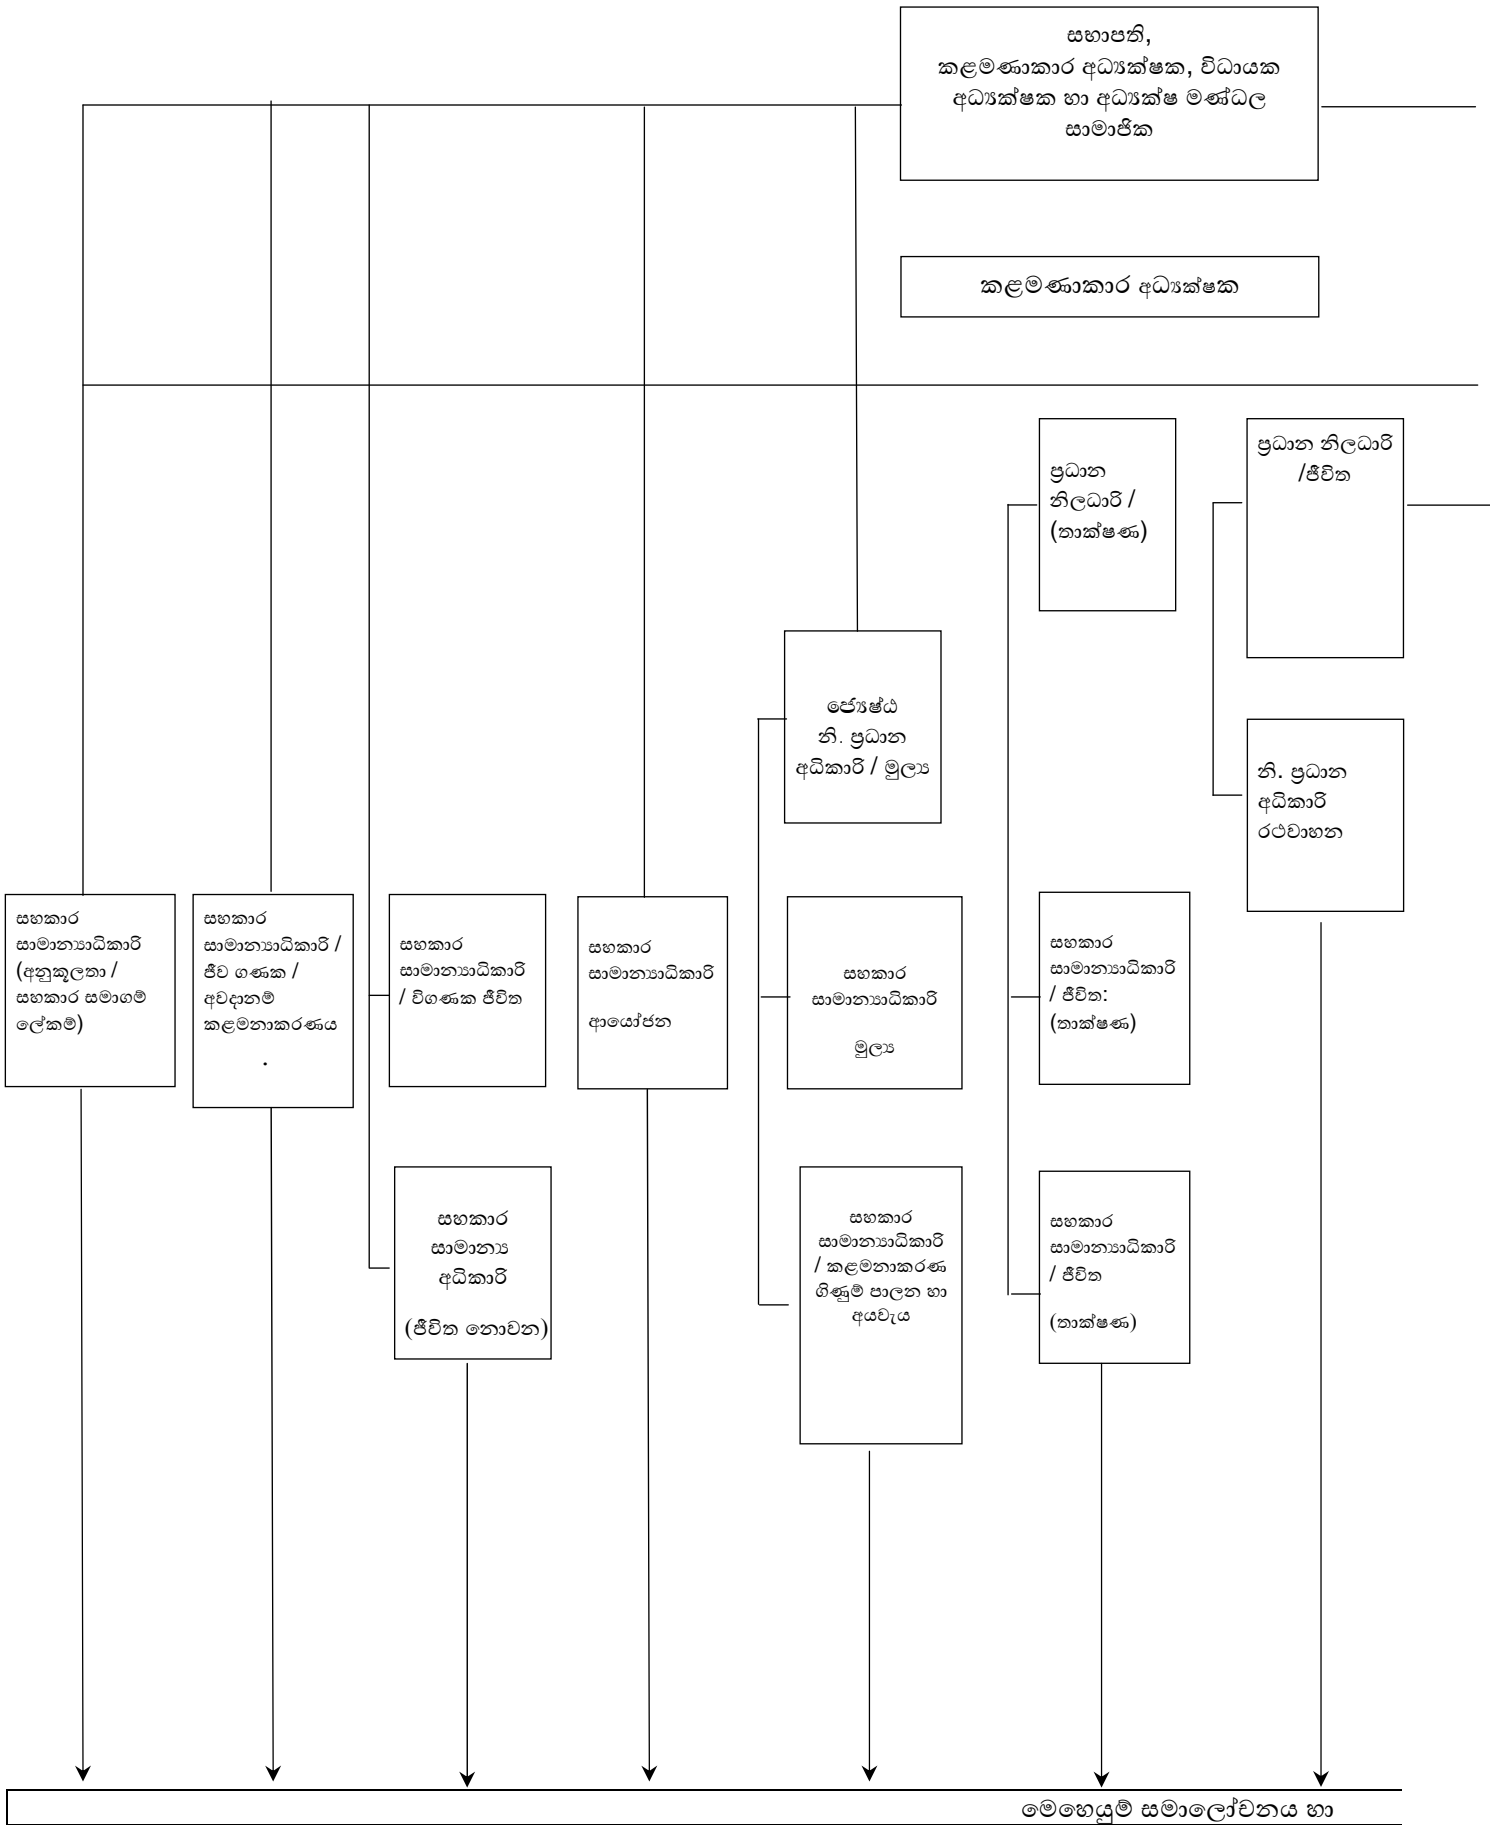 සභාපති,
කළමණාකාර අධ්‍යක්ෂක, විධායක
අධ්‍යක්ෂක හා අධ්‍යක්ෂ මණ්ධල
සාමාජික
කළමණාකාර අධ්‍යක්ෂක
ප්‍රධාන
නිලධාරි /
(තාක්ෂණ)
ප්‍රධාන නිලධාරි
/ජීවිත
ජ්‍යෙෂ්ඨ
නි. ප්‍රධාන
අධිකාරි / මුල්‍ය
නි. ප්‍රධාන
අධිකාරි
රථවාහන
සහකාර
සාමාන්‍යාධිකාරි
(අනුකූලතා /
සහකාර සමාගම්
ලේකම්)
සහකාර
සාමාන්‍යාධිකාරි /
ජීව ගණක /
අවදානම්
කළමනාකරණය
.
සහකාර
සාමාන්‍යාධිකාරි
/ විගණක ජීවිත
සහකාර
සාමාන්‍යාධිකාරි
ආයෝජන
සහකාර
සාමාන්‍යාධිකාරි
මුල්‍ය
සහකාර
සාමාන්‍යාධිකාරි
/ ජීවිත:
(තාක්ෂණ)
සහකාර
සාමාන්‍ය
අධිකාරි
(ජීවිත නොවන)
සහකාර
සාමාන්‍යාධිකාරි
/ කළමනාකරණ
ගිණුම් පාලන හා
අයවැය
සහකාර
සාමාන්‍යාධිකාරි
/ ජීවිත
(තාක්ෂණ)
මෙහෙයුම් සමාලෝචනය හා